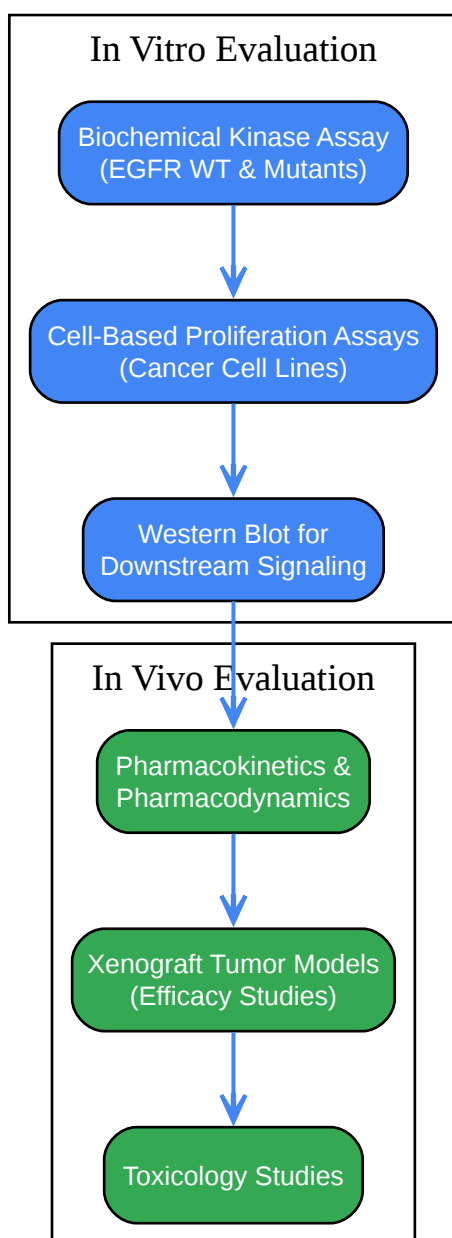 In Vitro Evaluation
Biochemical Kinase Assay
(EGFR WT & Mutants)
Cell-Based Proliferation Assays
(Cancer Cell Lines)
Western Blot for
Downstream Signaling
In Vivo Evaluation
Pharmacokinetics &
Pharmacodynamics
Xenograft Tumor Models
(Efficacy Studies)
Toxicology Studies